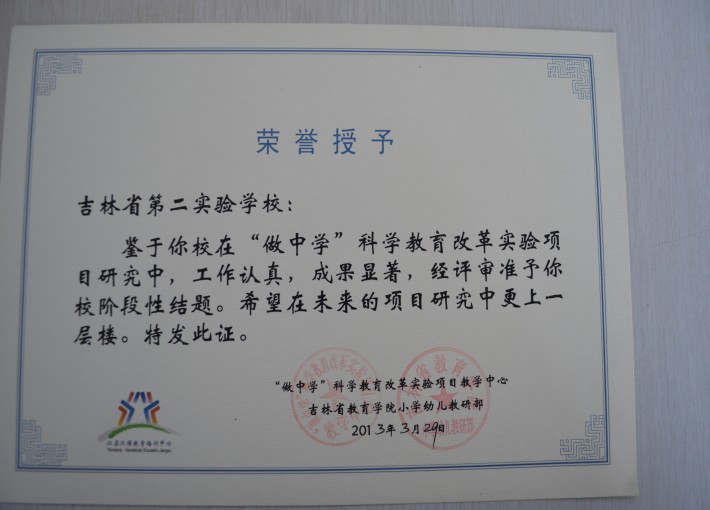 荣誉授予
吉林省第二实验学校：
鉴于你校在“做中学”科学教育改革实验项
目研究中，工作认真，成果显著，经评审准予你
校阶段性结题。希望在未来的项目研究中更上一
层楼。特发此证。
“做中学”科学教育改革实验项目教学中心
吉林省教育学院小学幼儿教研部
2013年3月29日